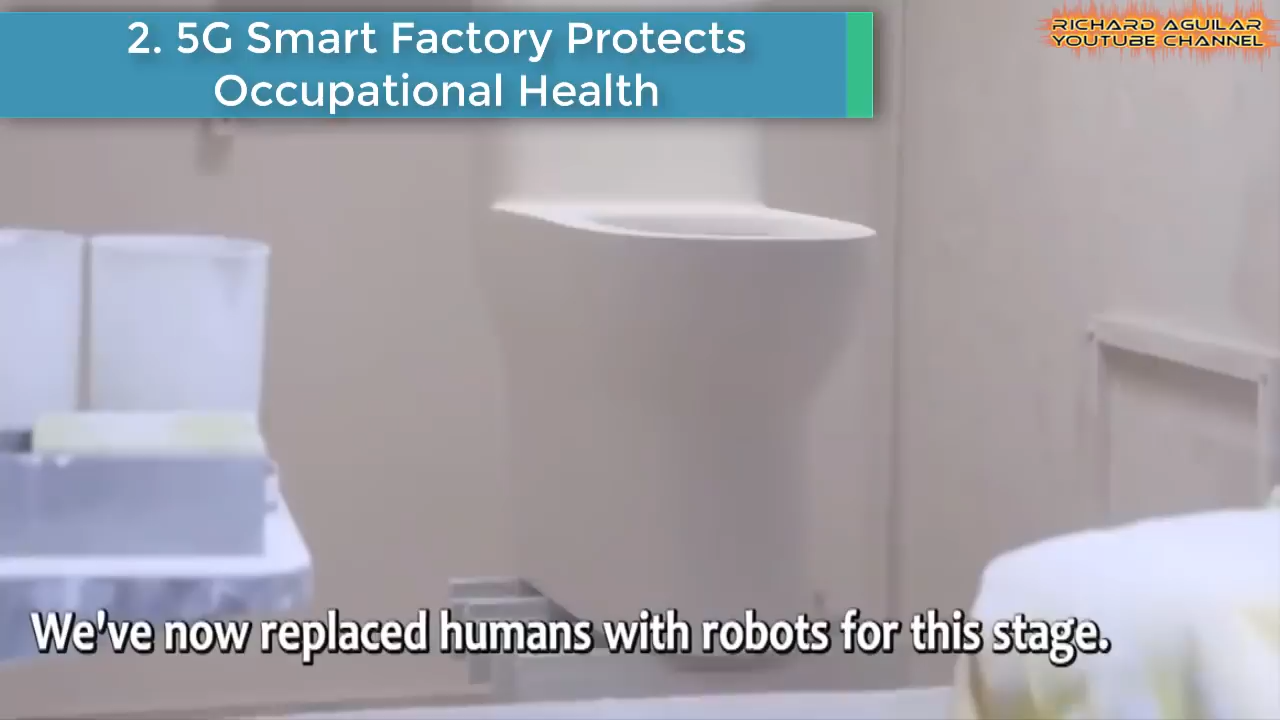 2. 5G Smart Factory Protects
Occupational Health
RICHARD AGUILAR
YOUTUBE CHANNEL
We've now replaced humans with robots for this stage.